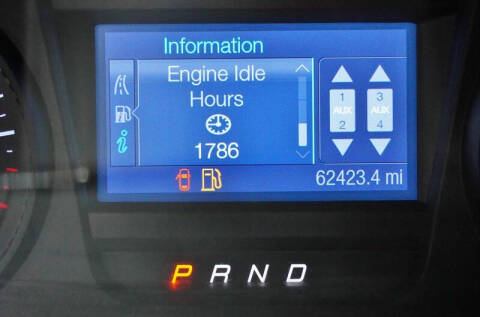 Information
Engine Idle
Hours
1786
1 AUX 2
3 AUX 4
62423.4 mi
P R N D